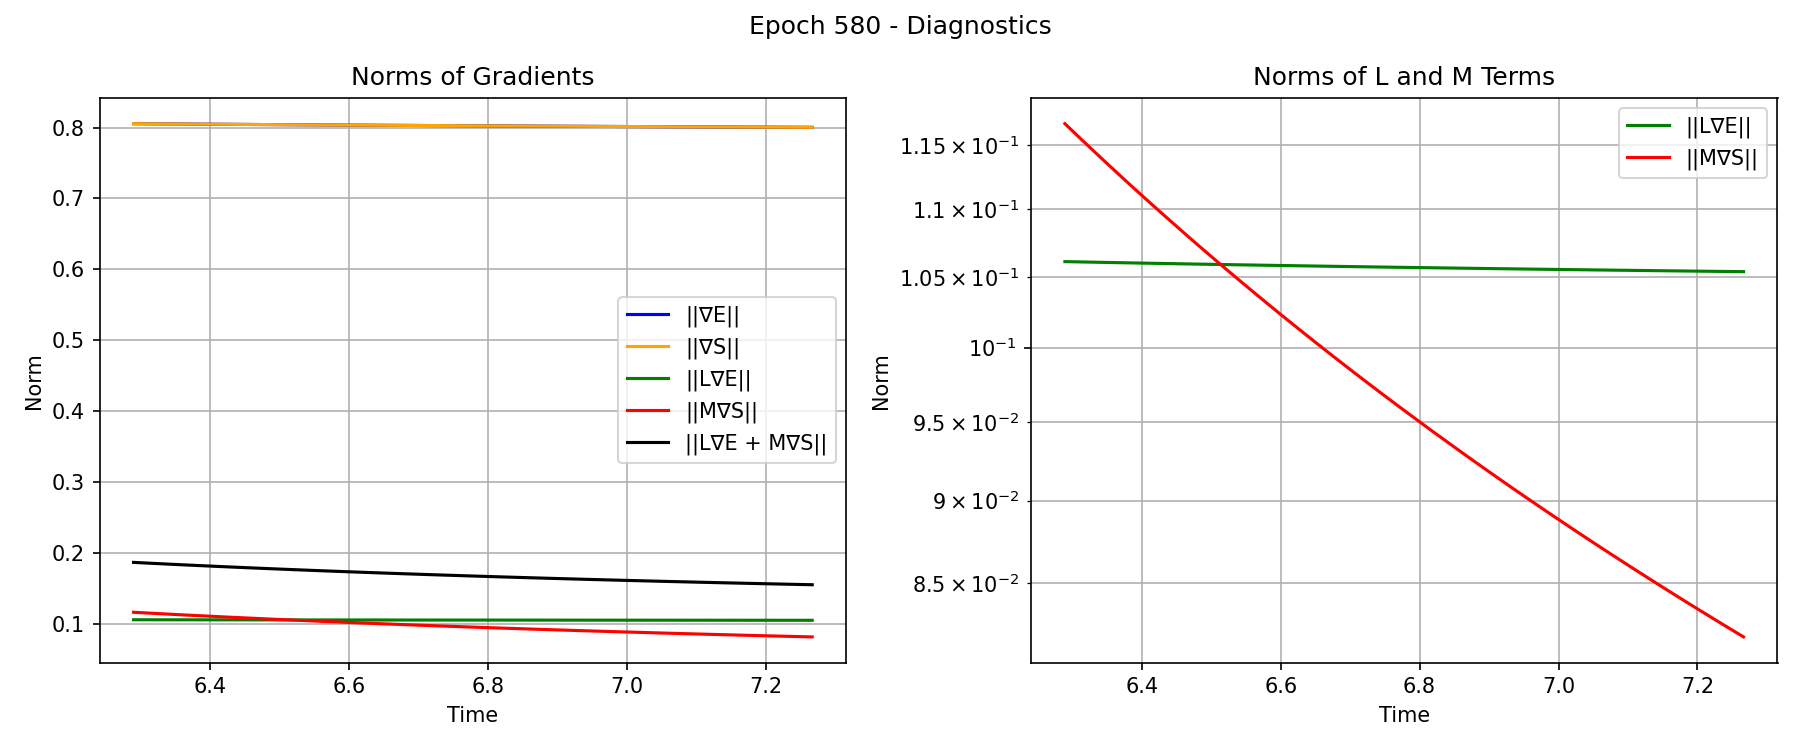 Epoch 580 - Diagnostics
Norms of Gradients
Norm
0.8
0.7
0.6
0.5
0.4
0.3
0.2
0.1
||∇E||
||∇S||
||L∇E||
||M∇S||
||L∇E + M∇S||
6.4
6.6
6.8
7.0
7.2
Time
Norms of L and M Terms
Norm
1.15 × 10⁻¹
1.1 × 10⁻¹
1.05 × 10⁻¹
10⁻¹
9.5 × 10⁻²
9 × 10⁻²
8.5 × 10⁻²
||L∇E||
||M∇S||
6.4
6.6
6.8
7.0
7.2
Time